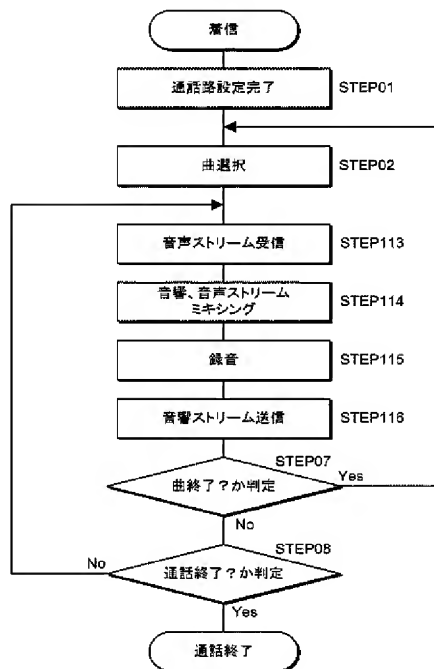 着信
通話路設定完了 STEP01
曲選択 STEP02
音声ストリーム受信 STEP113
音響、音声ストリーム STEP114
ミキシング
録音 STEP115
音響ストリーム送信 STEP116
STEP07
曲終了?か判定 Yes
No
STEP08
No
通話終了?か判定
Yes
通話終了